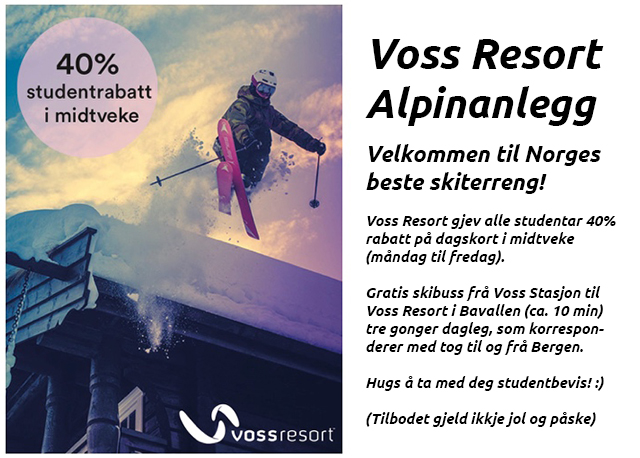 40%
studentrabatt
i midtveke
vossresort
Voss Resort
Alpinanlegg
Velkommen til Norges
beste skiterreng!
Voss Resort gjev alle studentar 40%
rabatt på dagskort i midtveke
(måndag til fredag).
Gratis skibuss frå Voss Stasjon til
Voss Resort i Bavallen (ca. 10 min)
tre gonger dagleg, som korrespon-
derer med tog til og frå Bergen.
Hugs å ta med deg studentbevis! :)
(Tilbodet gjeld ikkje jol og påske)